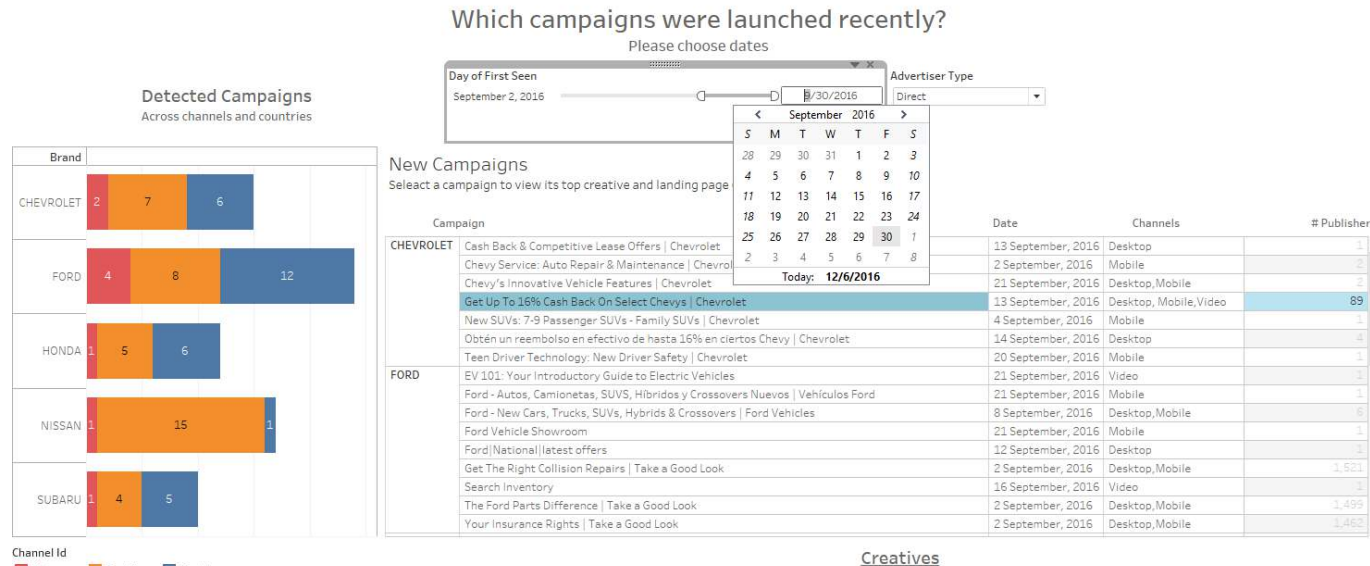 Which campaigns were launched recently?
Please choose dates
Day of First Seen
September 2, 2016
9/30/2016
Advertiser Type
Direct
September 2016
S M T W T F S
28 29 30 31 1 2 3
4 5 6 7 8 9 10
11 12 13 14 15 16 17
18 19 20 21 22 23 24
25 26 27 28 29 30 1
2 3 4 5 6 7 8
Today: 12/6/2016
Detected Campaigns
Across channels and countries
Brand
CHEVROLET 2 7 6
FORD 4 8 12
HONDA 1 5 6
NISSAN 1 15 1
SUBARU 1 4 5
Channel Id
New Campaigns
Seleact a campaign to view its top creative and landing page
Campaign Date Channels # Publisher
CHEVROLET Cash Back & Competitive Lease Offers | Chevrolet 13 September, 2016 Desktop 1
Chevy Service: Auto Repair & Maintenance | Chevrol 2 September, 2016 Mobile 2
Chevy's Innovative Vehicle Features | Chevrolet 21 September, 2016 Desktop,Mobile 2
Get Up To 16% Cash Back On Select Chevys | Chevrolet 13 September, 2016 Desktop, Mobile,Video 89
New SUVs: 7-9 Passenger SUVs - Family SUVs | Chevrolet 4 September, 2016 Mobile 1
Obtén un reembolso en efectivo de hasta 16% en ciertos Chevy | Chevrolet 14 September, 2016 Desktop 4
Teen Driver Technology: New Driver Safety | Chevrolet 20 September, 2016 Mobile 1
FORD EV 101: Your Introductory Guide to Electric Vehicles 21 September, 2016 Video 1
Ford - Autos, Camionetas, SUVS, Híbridos y Crossovers Nuevos | Vehículos Ford 21 September, 2016 Mobile 1
Ford - New Cars, Trucks, SUVs, Hybrids & Crossovers | Ford Vehicles 8 September, 2016 Desktop,Mobile 6
Ford Vehicle Showroom 21 September, 2016 Mobile 1
Ford|National|latest offers 12 September, 2016 Desktop 1
Get The Right Collision Repairs | Take a Good Look 2 September, 2016 Desktop,Mobile 1,521
Search Inventory 16 September, 2016 Video 1
The Ford Parts Difference | Take a Good Look 2 September, 2016 Desktop,Mobile 1,499
Your Insurance Rights | Take a Good Look 2 September, 2016 Desktop,Mobile 1,462
Creatives